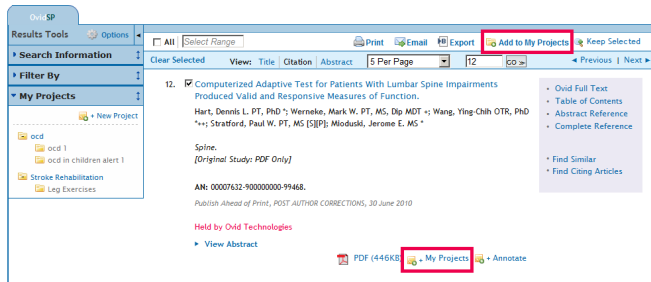 OvidSP
Results Tools Options
All Select Range Print Email Export Add to My Projects Keep Selected
Search Information
Clear Selected View: Title Citation Abstract 5 Per Page 12 GO Previous | Next
Filter By
My Projects
+ New Project
ocd
ocd 1
ocd in children alert 1
Stroke Rehabilitation
Leg Exercises
12. Computerized Adaptive Test for Patients With Lumbar Spine Impairments
Produced Valid and Responsive Measures of Function.
Hart, Dennis L. PT, PhD *; Werneke, Mark W. PT, MS, Dip MDT +; Wang, Ying-Chih OTR, PhD
*++; Stratford, Paul W. PT, MS [S][P]; Mioduski, Jerome E. MS *
Spine.
[Original Study: PDF Only]
AN: 00007632-900000000-99468.
Publish Ahead of Print, POST AUTHOR CORRECTIONS, 30 June 2010
Held by Ovid Technologies
View Abstract
PDF (446KB) + My Projects + Annotate
Ovid Full Text
Table of Contents
Abstract Reference
Complete Reference
Find Similar
Find Citing Articles